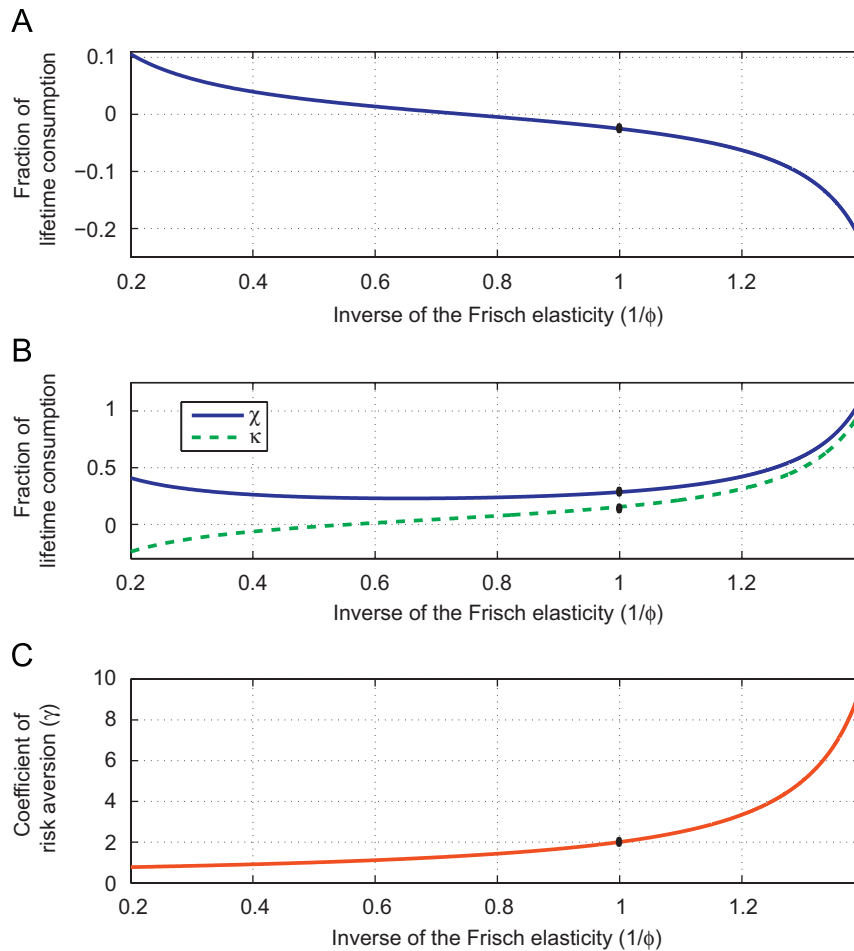 A
Fraction of
lifetime consumption
0.1
0
−0.1
−0.2
0.2
0.4
0.6
0.8
1
1.2
Inverse of the Frisch elasticity (1/ϕ)
B
Fraction of
lifetime consumption
1
0.5
0
χ
κ
0.2
0.4
0.6
0.8
1
1.2
Inverse of the Frisch elasticity (1/ϕ)
C
Coefficient of
risk aversion (γ)
10
8
6
4
2
0
0.2
0.4
0.6
0.8
1
1.2
Inverse of the Frisch elasticity (1/ϕ)